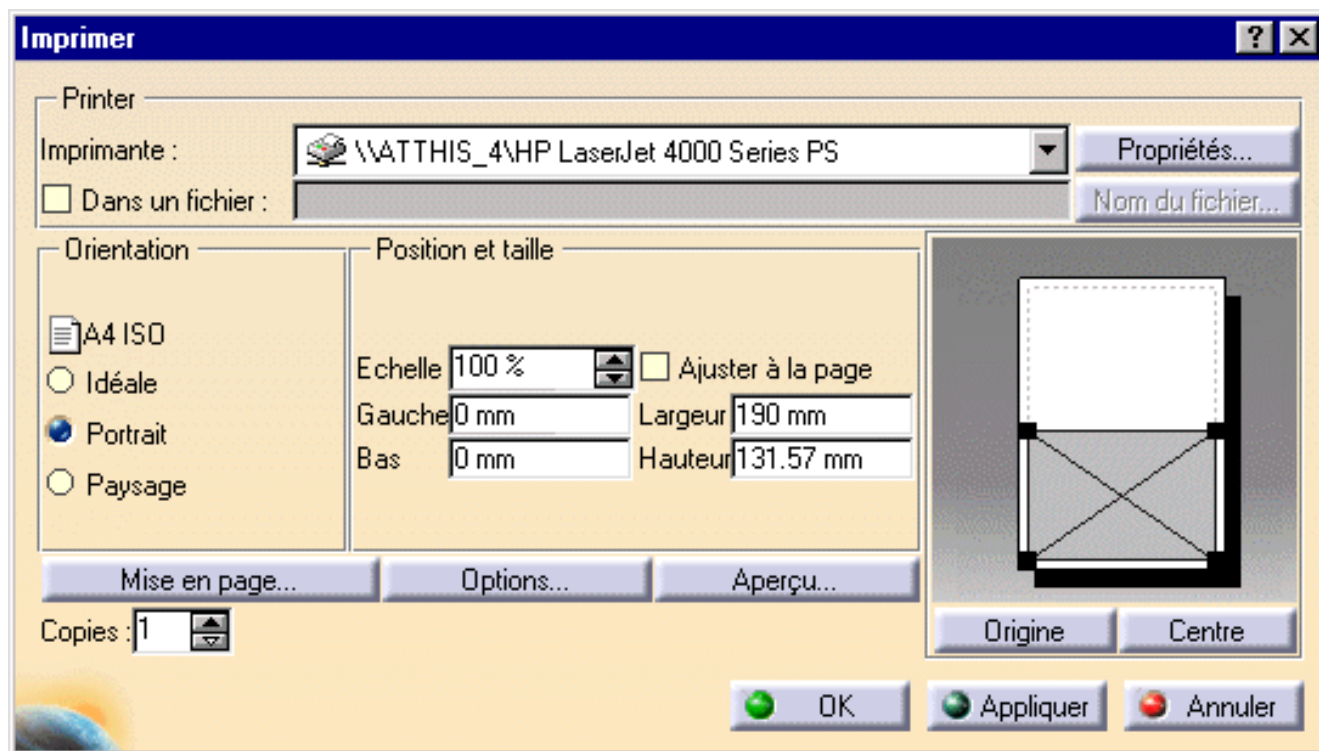 Imprimer
Printer
Imprimante : \\ATTHIS_4\HP LaserJet 4000 Series PS Propriétés...
Dans un fichier : Nom du fichier...
Orientation
A4 ISO
Idéale
Portrait
Paysage
Position et taille
Echelle 100 % Ajuster à la page
Gauche 0 mm Largeur 190 mm
Bas 0 mm Hauteur 131.57 mm
Origine Centre
Mise en page... Options... Aperçu...
Copies : 1
OK Appliquer Annuler